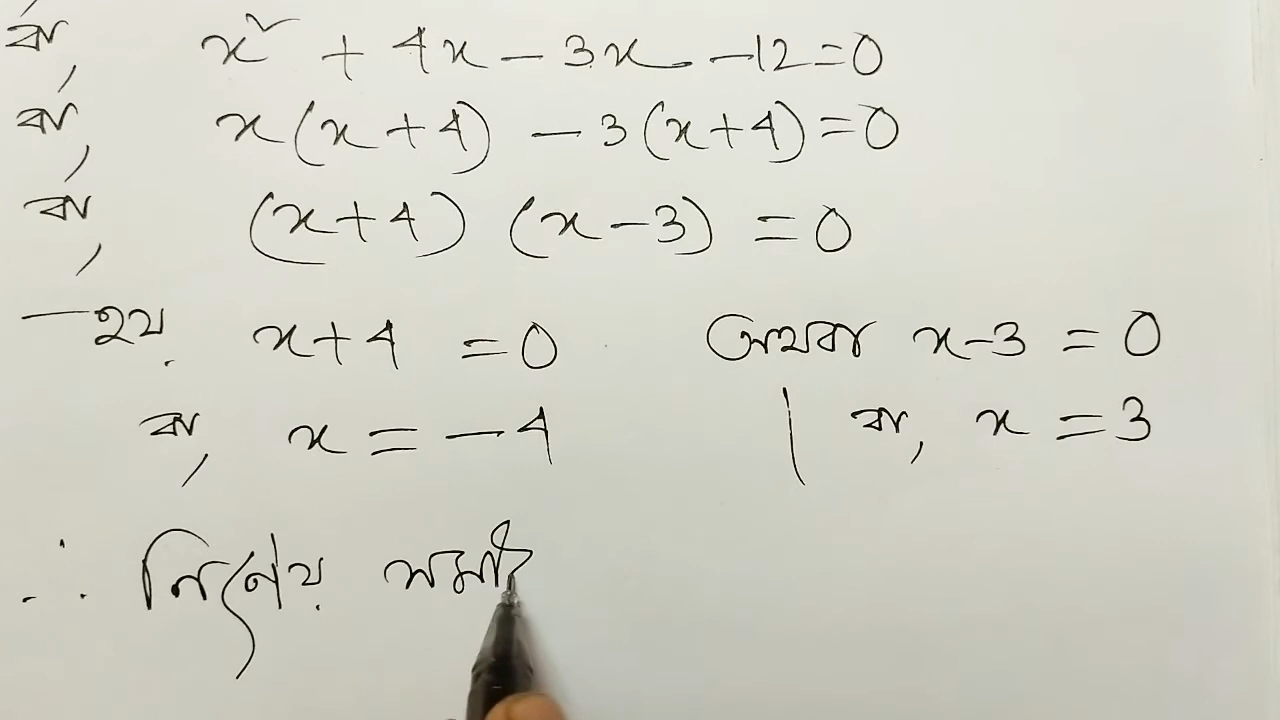 বা, x² + 4x - 3x - 12 = 0
বা, x(x+4) - 3(x+4) = 0
বা, (x+4) (x-3) = 0
হয় x+4 = 0 অথবা x-3 = 0
বা, x = -4 | বা, x = 3
∴ নির্ণেয় সমা